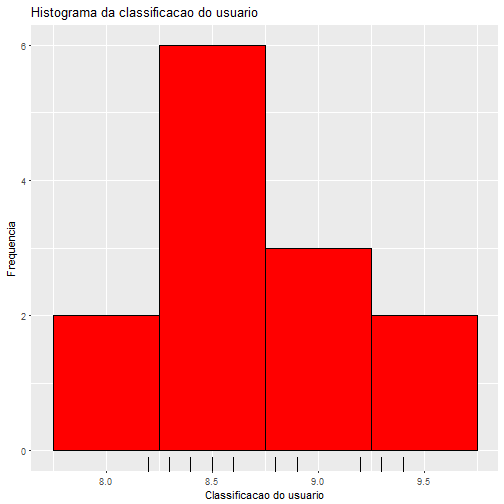 Histograma da classificacao do usuario
6
4
2
0
Frequencia
8.0 8.5 9.0 9.5
Classificacao do usuario